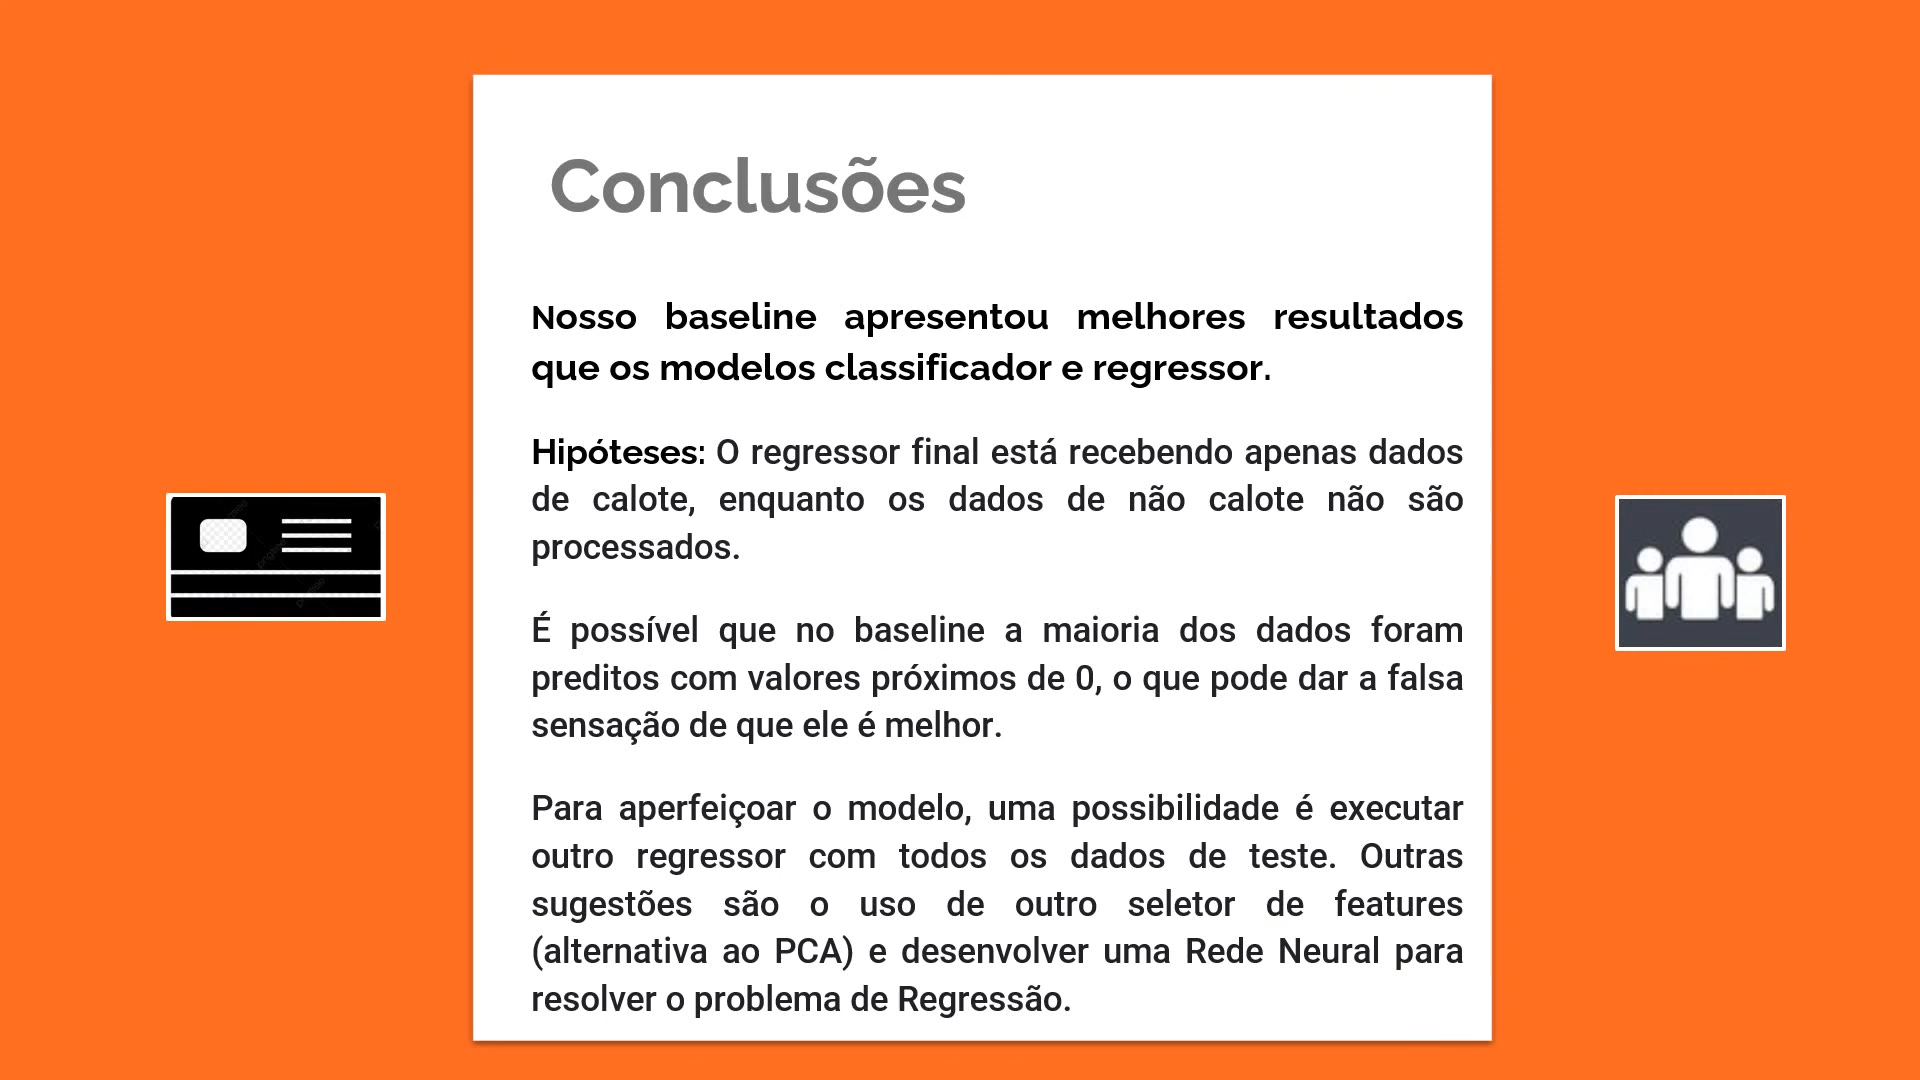 Conclusões
Nosso baseline apresentou melhores resultados
que os modelos classificador e regressor.
Hipóteses: O regressor final está recebendo apenas dados
de calote, enquanto os dados de não calote não são
processados.
É possível que no baseline a maioria dos dados foram
preditos com valores próximos de 0, o que pode dar a falsa
sensação de que ele é melhor.
Para aperfeiçoar o modelo, uma possibilidade é executar
outro regressor com todos os dados de teste. Outras
sugestões são o uso de outro seletor de features
(alternativa ao PCA) e desenvolver uma Rede Neural para
resolver o problema de Regressão.